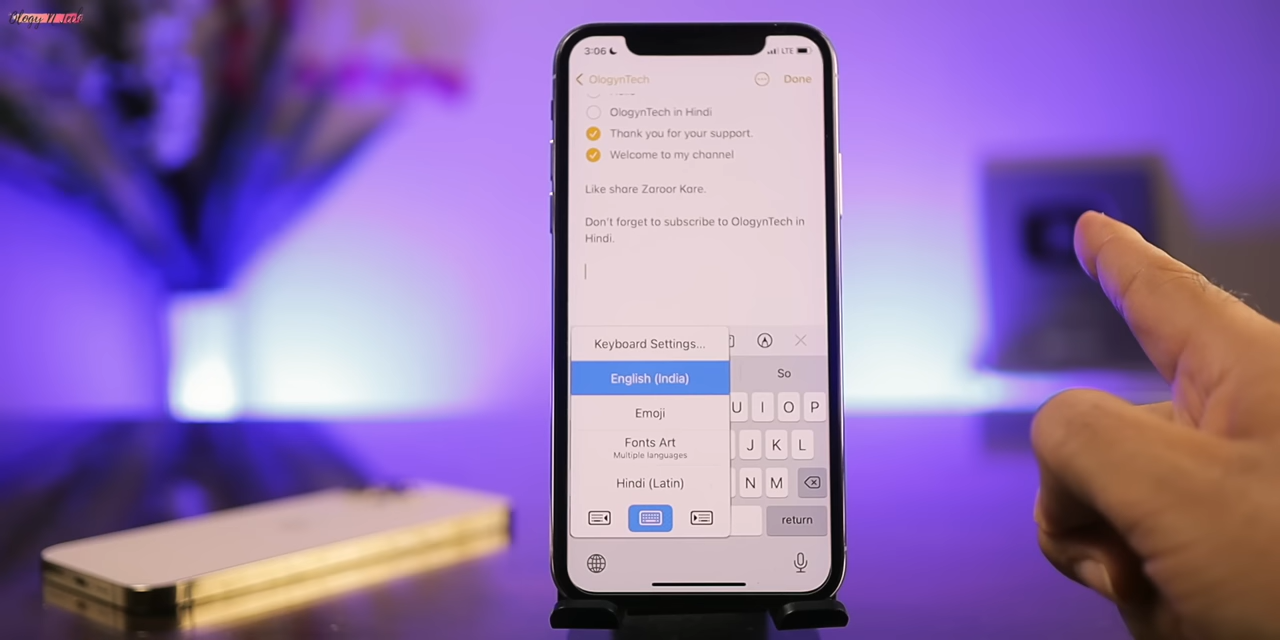 Ology N Tech
3:06
LTE
OlogynTech
Done
OlogynTech in Hindi
Thank you for your support.
Welcome to my channel
Like share Zaroor Kare.
Don't forget to subscribe to OlogynTech in
Hindi.
Keyboard Settings...
English (India)
So
Emoji
U I O P
Fonts Art
Multiple languages
J K L
Hindi (Latin)
N M
return